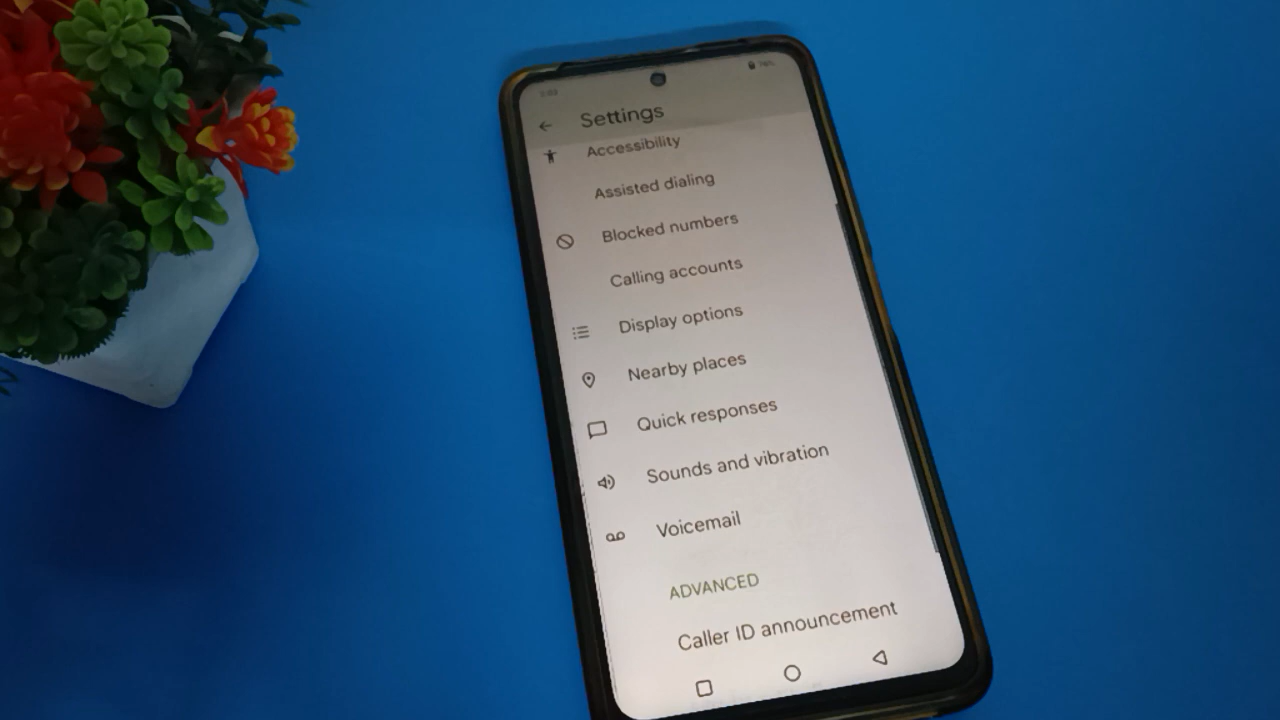 Settings
Accessibility
Assisted dialing
Blocked numbers
Calling accounts
Display options
Nearby places
Quick responses
Sounds and vibration
Voicemail
ADVANCED
Caller ID announcement